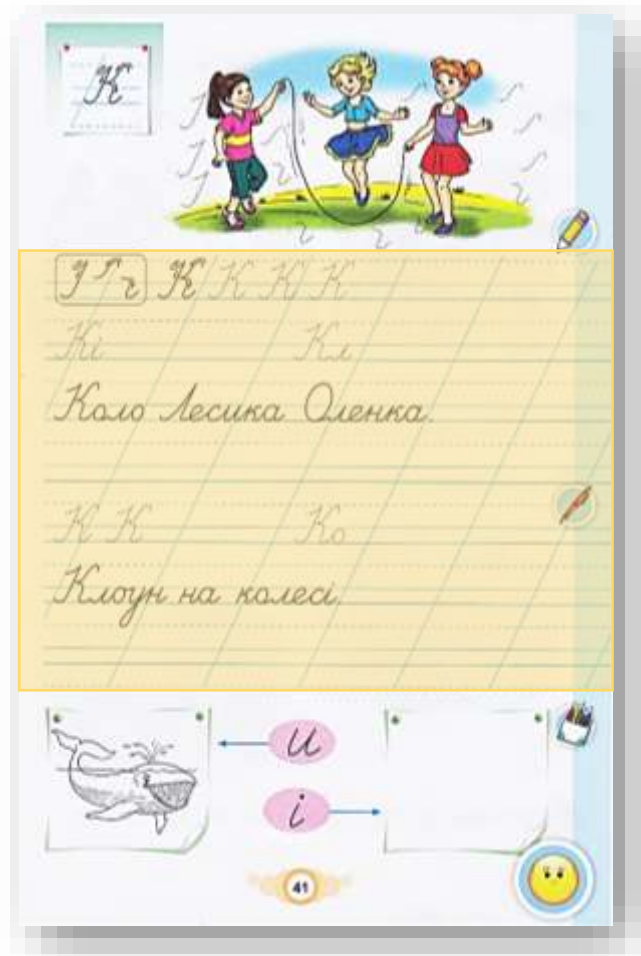 К
К К К К
Кі Кл
Коло Лесика Оленка.
К К Ко
Клоун на колесі.
и
і
41